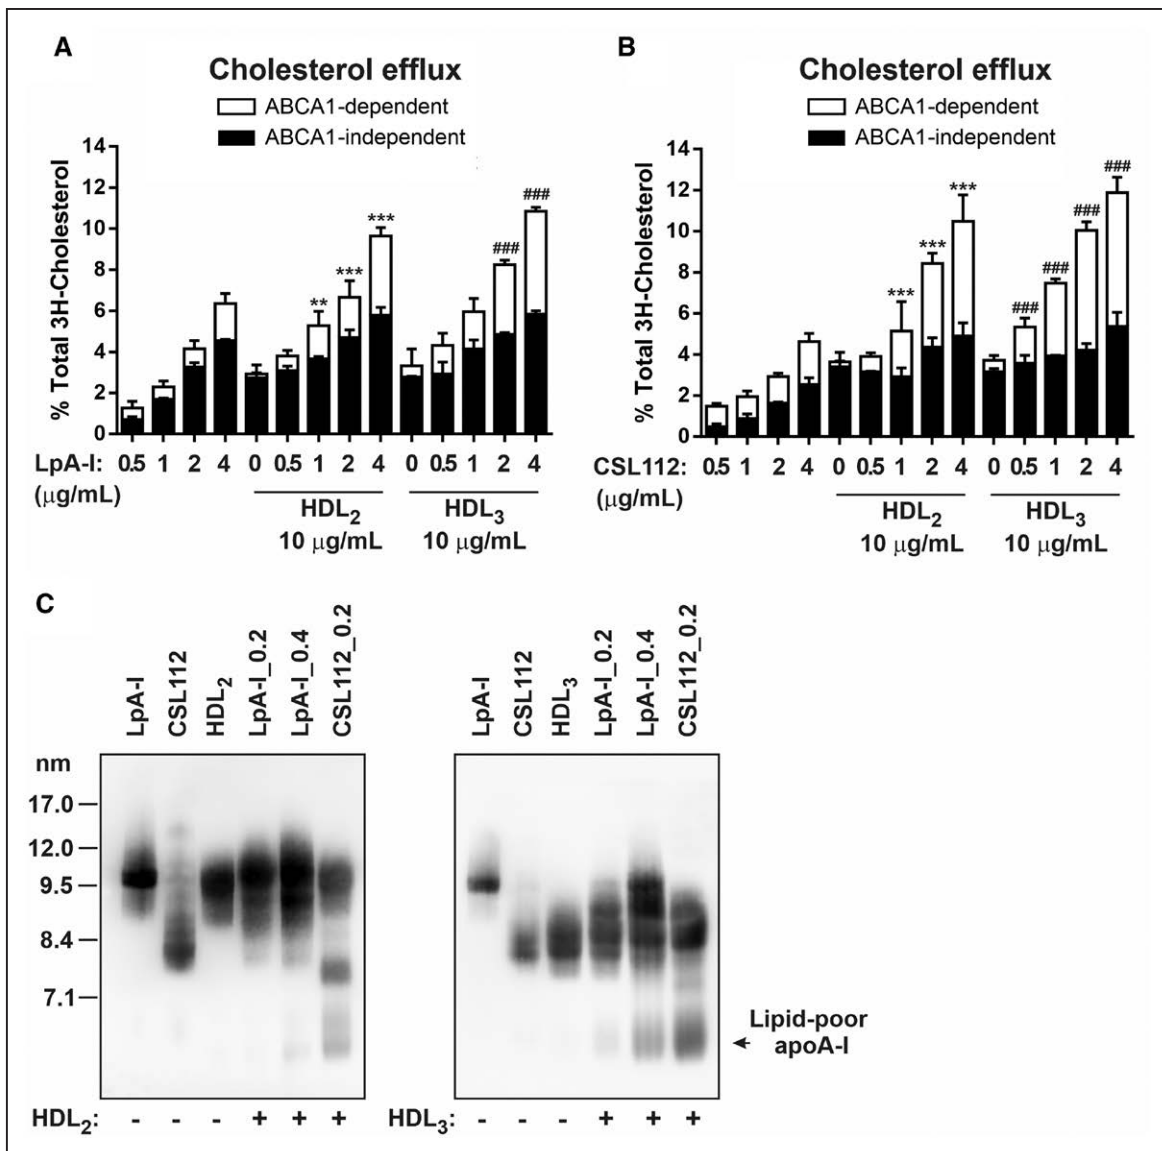 A
Cholesterol efflux
ABCA1-dependent
ABCA1-independent
% Total 3H-Cholesterol
14
12
10
8
6
4
2
0
** *** *** ### ###
LpA-I: 0.5 1 2 4 0 0.5 1 2 4 0 0.5 1 2 4
(μg/mL)
HDL2 HDL3
10 μg/mL 10 μg/mL
B
Cholesterol efflux
ABCA1-dependent
ABCA1-independent
% Total 3H-Cholesterol
14
12
10
8
6
4
2
0
*** *** *** ### ### ### ###
CSL112: 0.5 1 2 4 0 0.5 1 2 4 0 0.5 1 2 4
(μg/mL)
HDL2 HDL3
10 μg/mL 10 μg/mL
C
LpA-I
CSL112
HDL2
LpA-I_0.2
LpA-I_0.4
CSL112_0.2
nm
17.0
12.0
9.5
8.4
7.1
HDL2: - - - + + +
LpA-I
CSL112
HDL3
LpA-I_0.2
LpA-I_0.4
CSL112_0.2
Lipid-poor
apoA-I
HDL3: - - - + + +